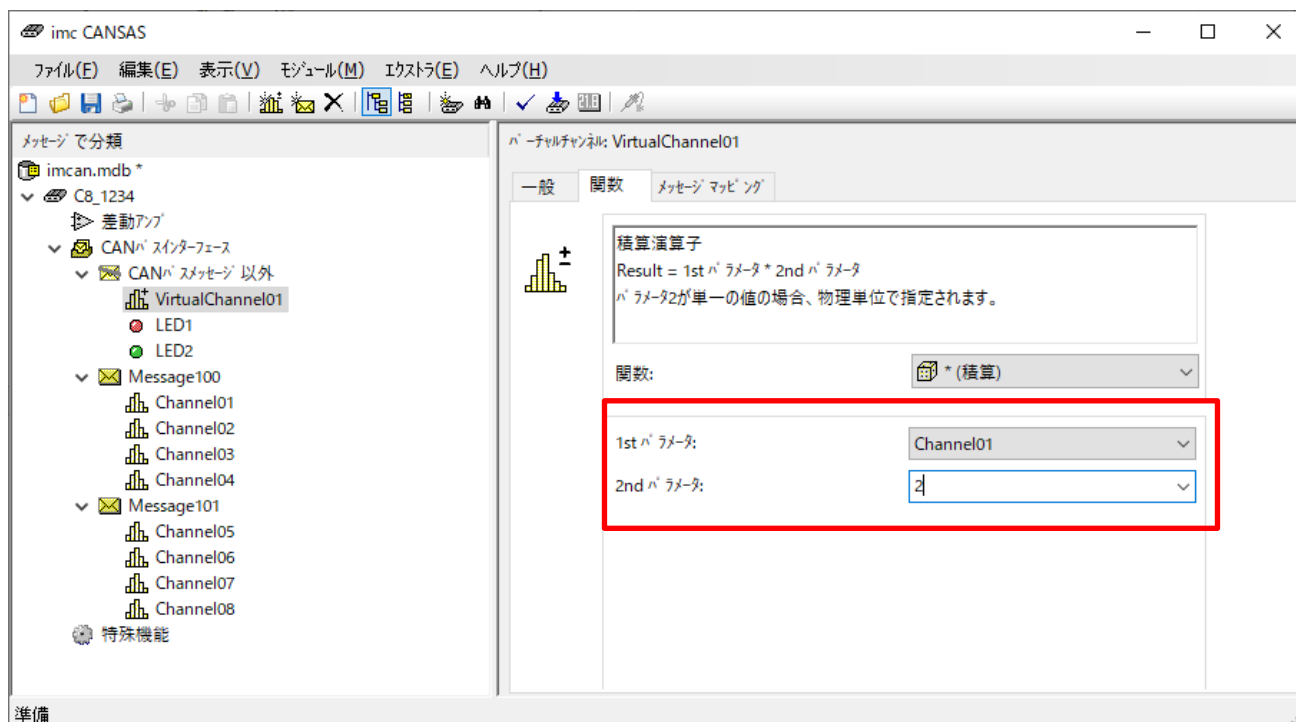 imc CANSAS
ﾌｧｲﾙ(F) 編集(E) 表示(V) ﾓｼﾞｭｰﾙ(M) ｴｸｽﾄﾗ(E) ﾍﾙﾌﾟ(H)
ﾒｯｾｰｼﾞで分類
imcan.mdb *
C8_1234
差動ｱﾝﾌﾟ
CANﾊﾞｽｲﾝﾀｰﾌｪｰｽ
CANﾊﾞｽﾒｯｾｰｼﾞ以外
VirtualChannel01
LED1
LED2
Message100
Channel01
Channel02
Channel03
Channel04
Message101
Channel05
Channel06
Channel07
Channel08
特殊機能
ﾊﾞｰﾁｬﾙﾁｬﾝﾈﾙ: VirtualChannel01
一般 関数 ﾒｯｾｰｼﾞﾏｯﾋﾟﾝｸﾞ
積算演算子
Result = 1st ﾊﾟﾗﾒｰﾀ * 2nd ﾊﾟﾗﾒｰﾀ
ﾊﾟﾗﾒｰﾀ2が単一の値の場合、物理単位で指定されます。
関数: * (積算)
1st ﾊﾟﾗﾒｰﾀ: Channel01
2nd ﾊﾟﾗﾒｰﾀ: 2
準備